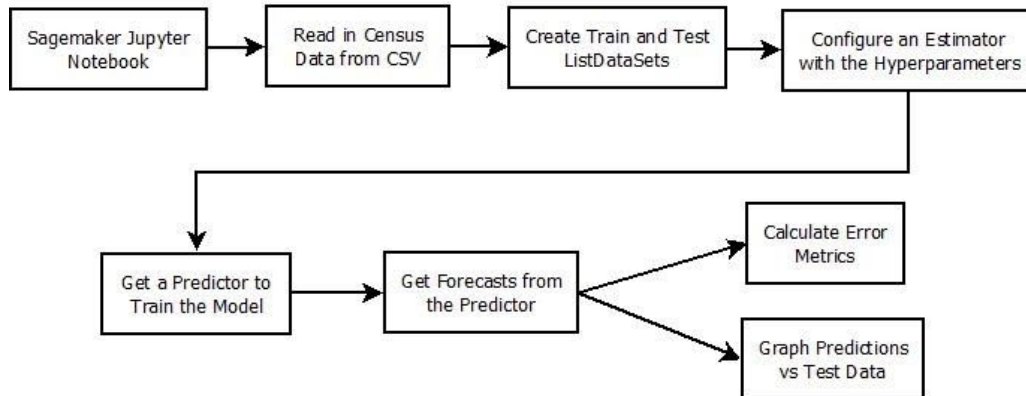 Sagemaker Jupyter
Notebook
Read in Census
Data from CSV
Create Train and Test
ListDataSets
Configure an Estimator
with the Hyperparameters
Get a Predictor to
Train the Model
Get Forecasts from
the Predictor
Calculate Error
Metrics
Graph Predictions
vs Test Data